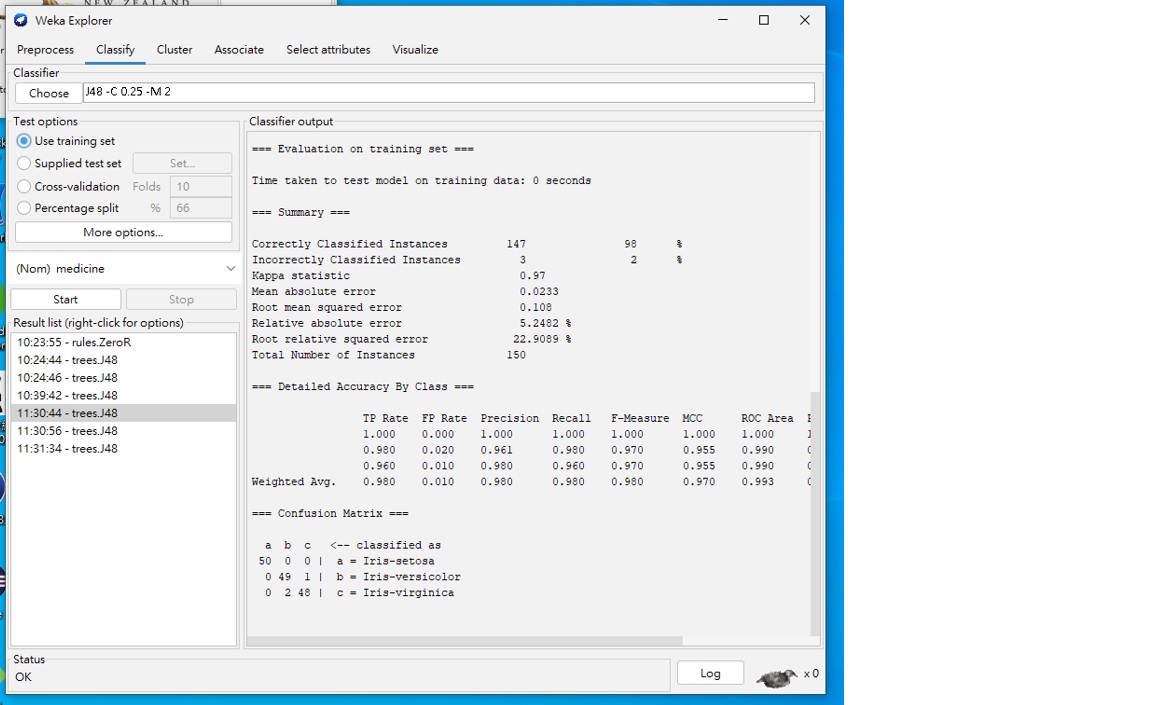 NEW ZEALAND
Weka Explorer
Preprocess Classify Cluster Associate Select attributes Visualize
Classifier
Choose J48 -C 0.25 -M 2
Test options
Use training set
Supplied test set Set...
Cross-validation Folds 10
Percentage split % 66
More options...
(Nom) medicine
Start Stop
Result list (right-click for options)
10:23:55 - rules.ZeroR
10:24:44 - trees.J48
10:24:46 - trees.J48
10:39:42 - trees.J48
11:30:44 - trees.J48
11:30:56 - trees.J48
11:31:34 - trees.J48
Classifier output
=== Evaluation on training set ===
Time taken to test model on training data: 0 seconds
=== Summary ===
Correctly Classified Instances 147 98 %
Incorrectly Classified Instances 3 2 %
Kappa statistic 0.97
Mean absolute error 0.0233
Root mean squared error 0.108
Relative absolute error 5.2482 %
Root relative squared error 22.9089 %
Total Number of Instances 150
=== Detailed Accuracy By Class ===
TP Rate FP Rate Precision Recall F-Measure MCC ROC Area
1.000 0.000 1.000 1.000 1.000 1.000 1.000
0.980 0.020 0.961 0.980 0.970 0.955 0.990
0.960 0.010 0.980 0.960 0.970 0.955 0.990
Weighted Avg. 0.980 0.010 0.980 0.980 0.980 0.970 0.993
=== Confusion Matrix ===
a b c <-- classified as
50 0 0 | a = Iris-setosa
0 49 1 | b = Iris-versicolor
0 2 48 | c = Iris-virginica
Status
OK
Log x 0